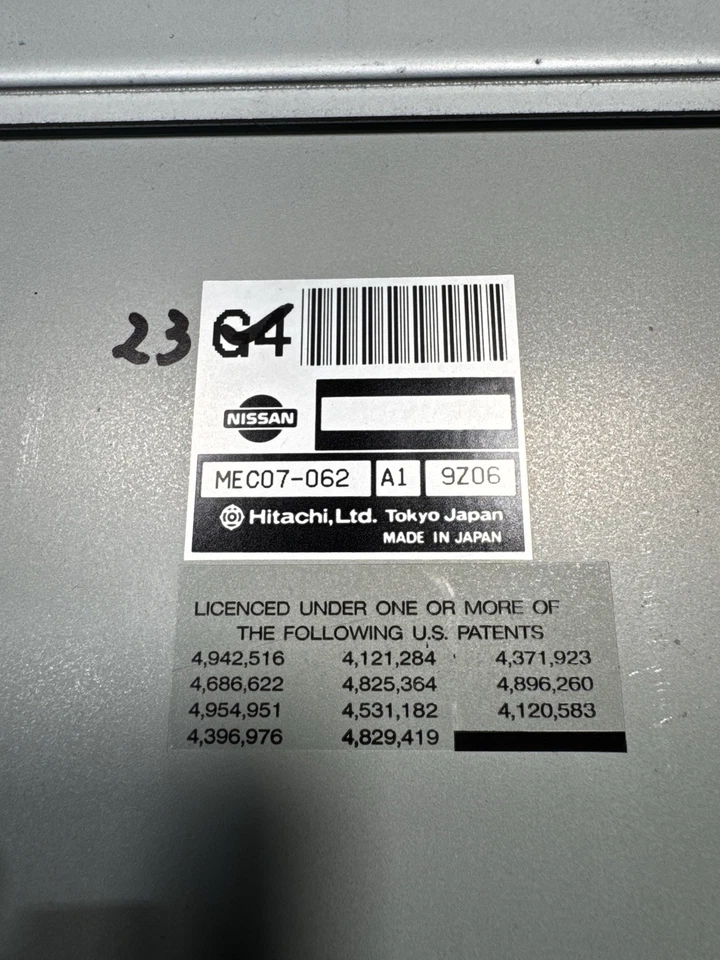 23 G4
NISSAN
MEC07-062 A1 9Z06
Hitachi, Ltd. Tokyo Japan
MADE IN JAPAN
LICENCED UNDER ONE OR MORE OF
THE FOLLOWING U.S. PATENTS
4,942,516 4,121,284 4,371,923
4,686,622 4,825,364 4,896,260
4,954,951 4,531,182 4,120,583
4,396,976 4,829,419